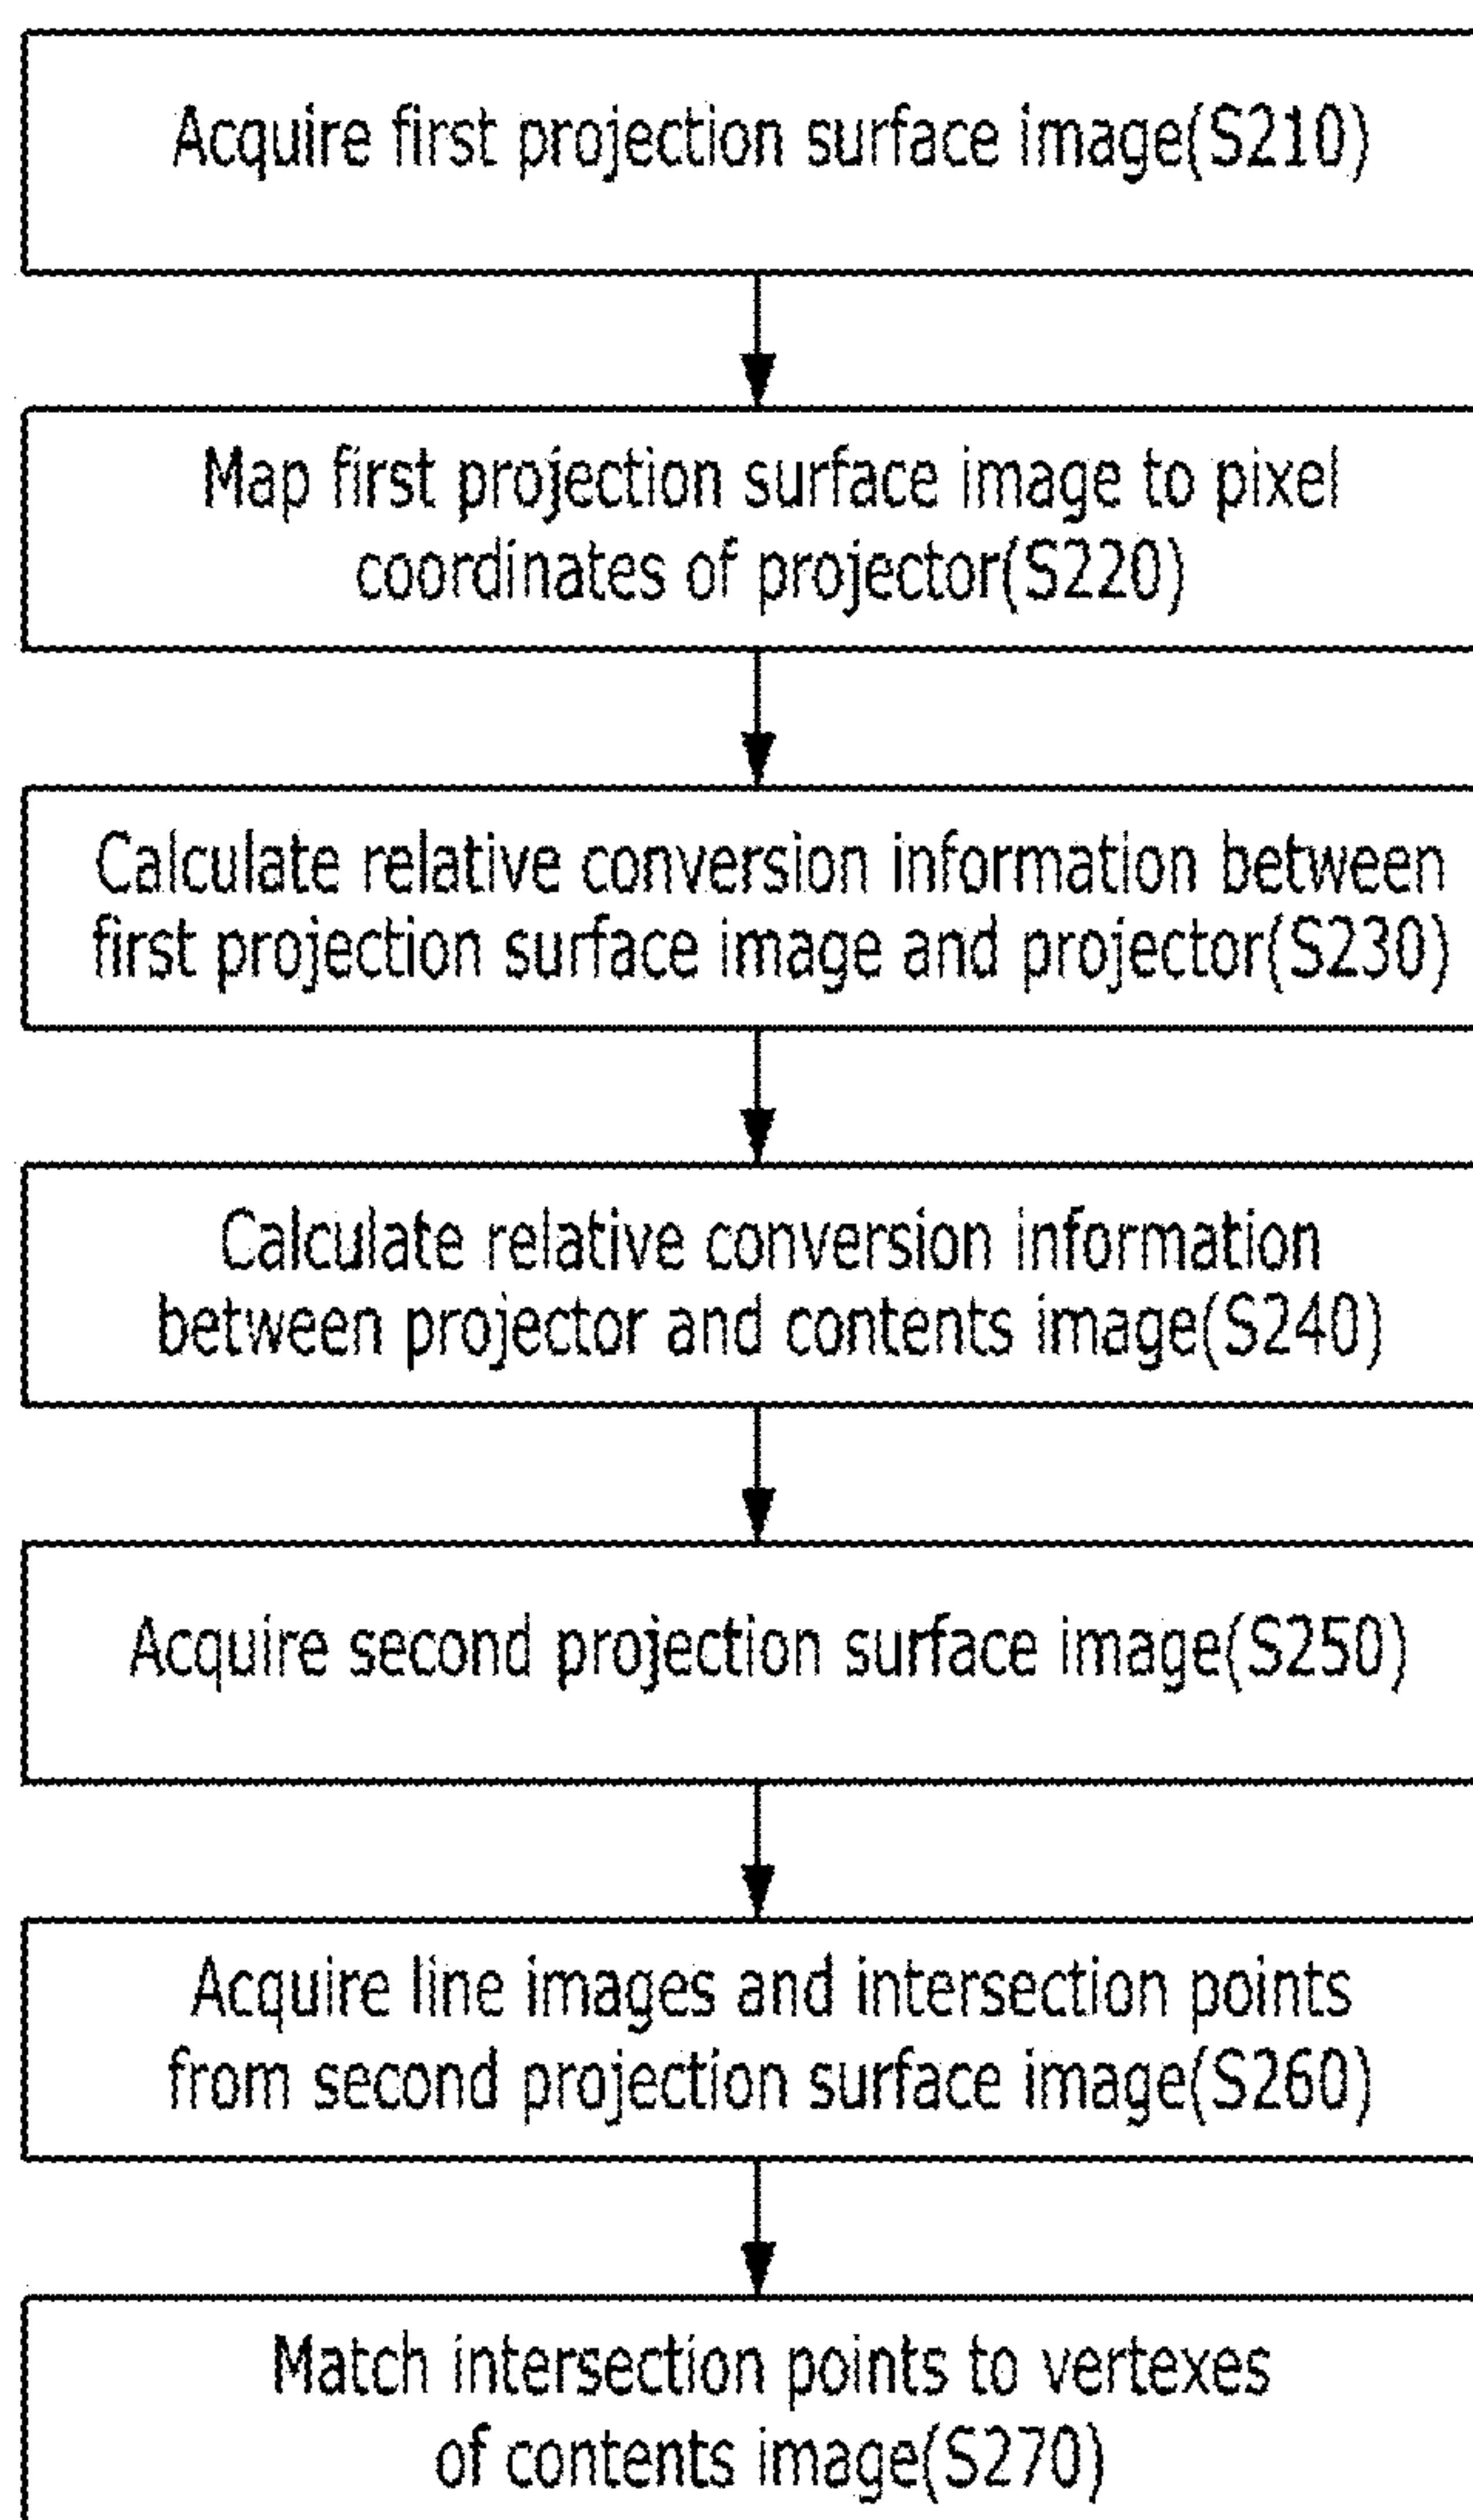 Acquire first projection surface image(S210)
Map first projection surface image to pixel
coordinates of projector(S220)
Calculate relative conversion information between
first projection surface image and projector(S230)
Calculate relative conversion information
between projector and contents image(S240)
Acquire second projection surface image(S250)
Acquire line images and intersection points
from second projection surface image(S260)
Match intersection points to vertexes
of contents image(S270)